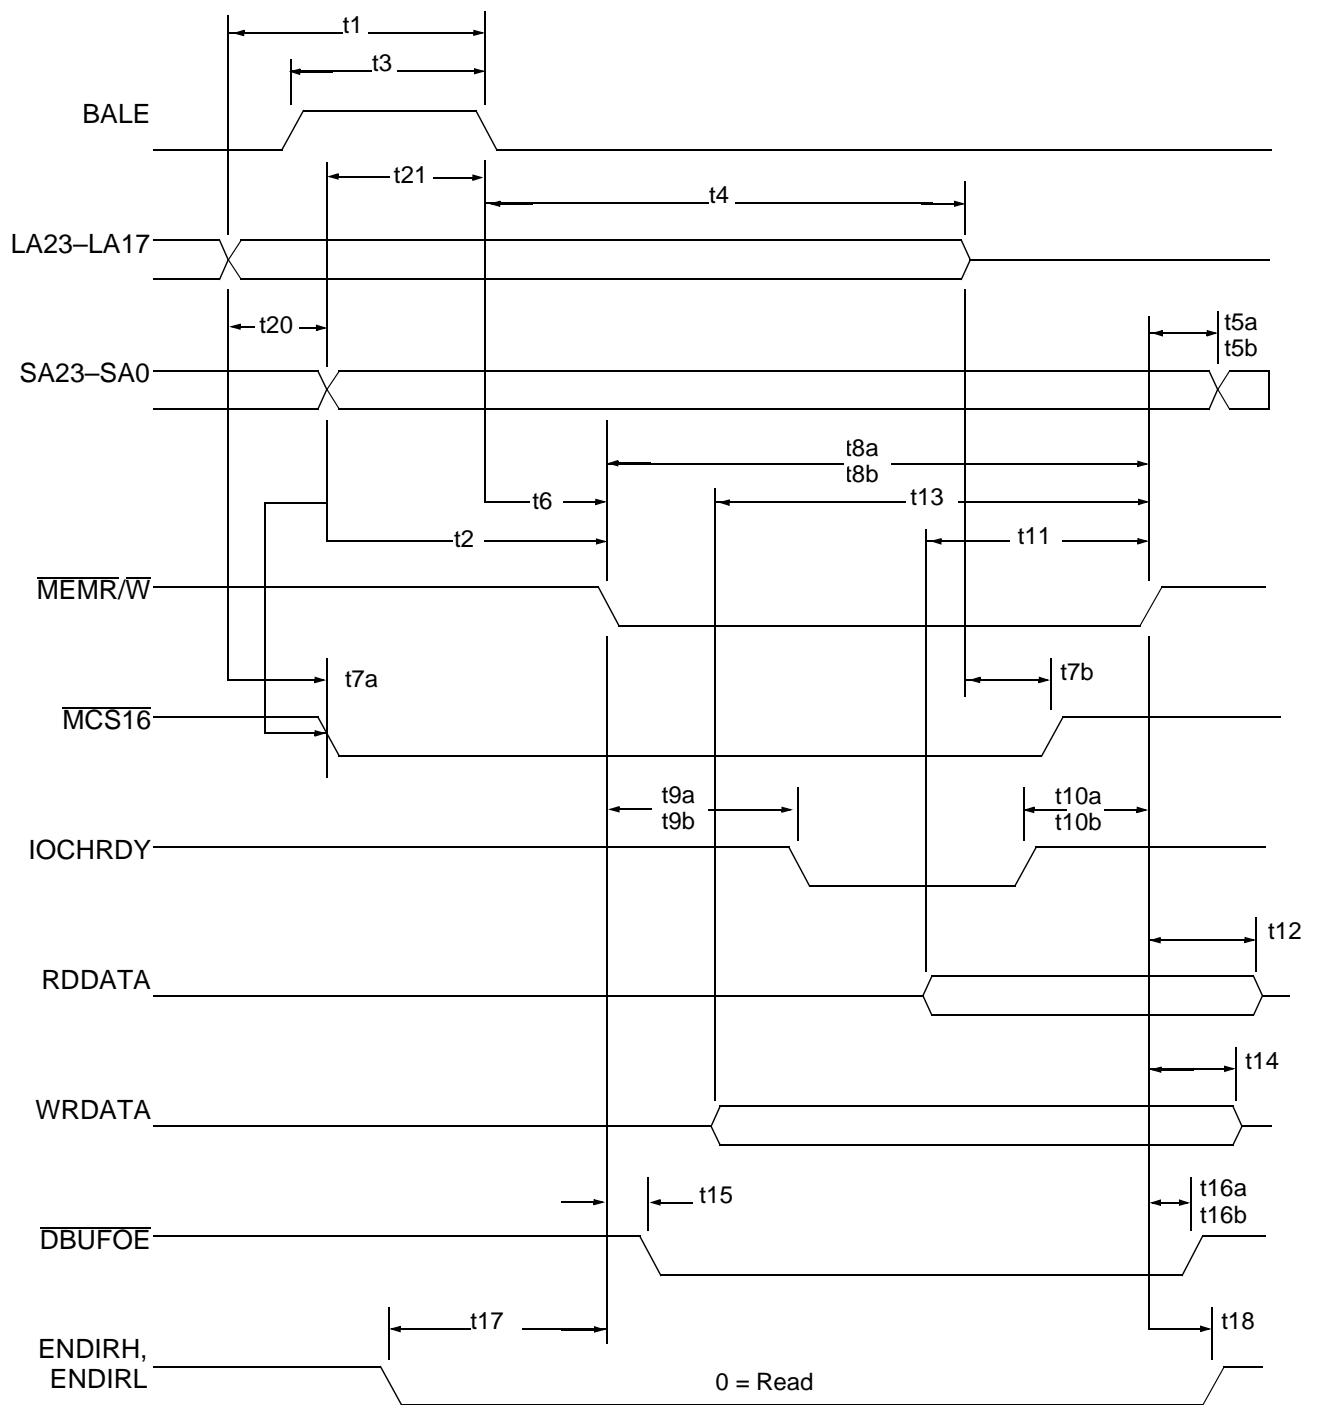 t1
t3
BALE
t21
t4
LA23–LA17
t20
t5a
t5b
SA23–SA0
t8a
t8b
t6
t13
t2
t11
MEMR/W
t7a
t7b
MCS16
t9a
t9b
t10a
t10b
IOCHRDY
t12
RDDATA
t14
WRDATA
t15
t16a
t16b
DBUFOE
t17
t18
ENDIRH,
ENDIRL
0 = Read